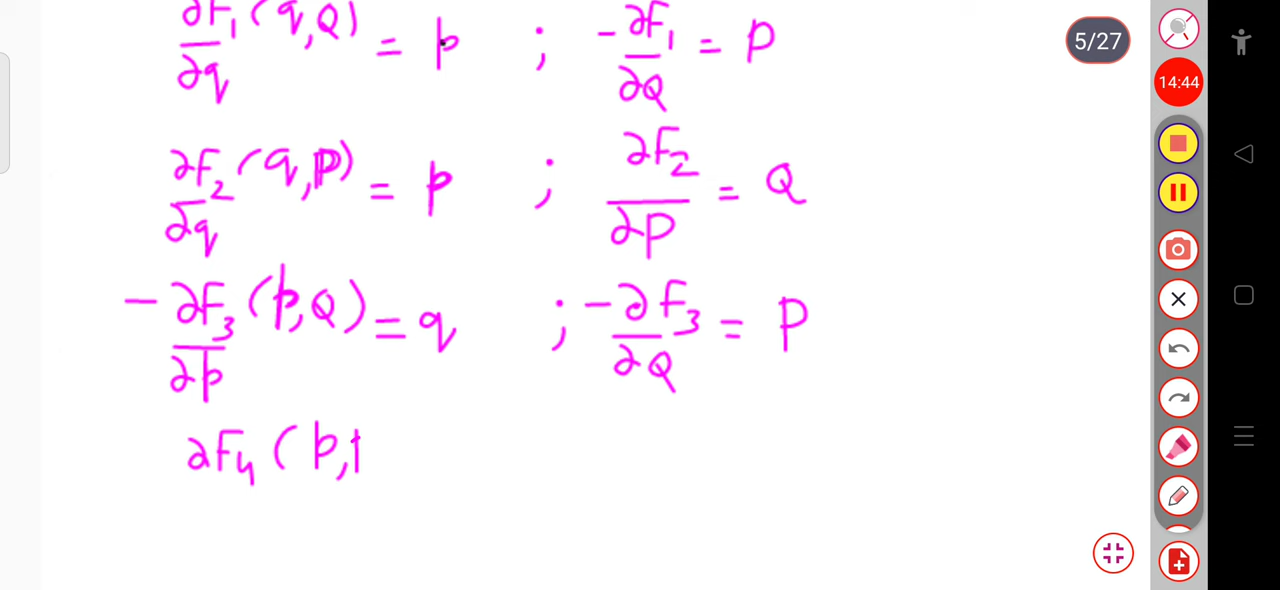 ∂F₁(q,Q)/∂q = p ; -∂F₁/∂Q = P
5/27
14:44
∂F₂(q,P)/∂q = p ; ∂F₂/∂P = Q
-∂F₃(p,Q)/∂p = q ; -∂F₃/∂Q = P
∂F₄(p,